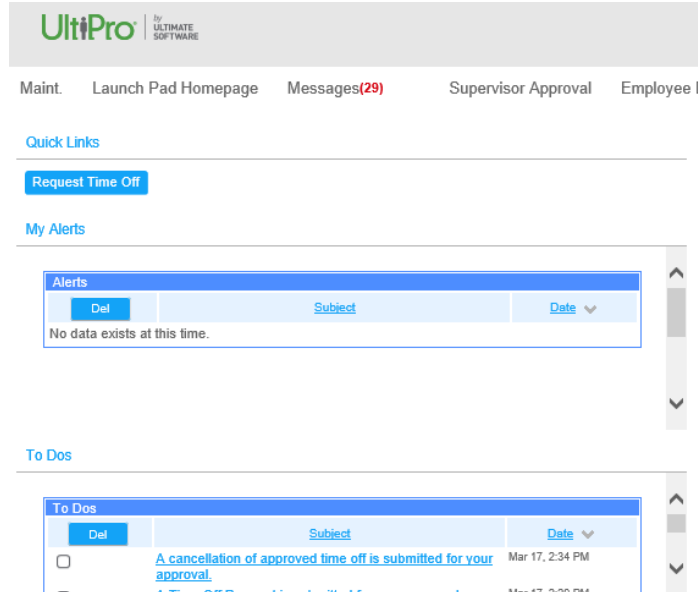 UltiPro by ULTIMATE SOFTWARE
Maint. Launch Pad Homepage Messages(29) Supervisor Approval Employee
Quick Links
Request Time Off
My Alerts
Alerts
Del Subject Date
No data exists at this time.
To Dos
To Dos
Del Subject Date
A cancellation of approved time off is submitted for your Mar 17, 2:34 PM
approval.